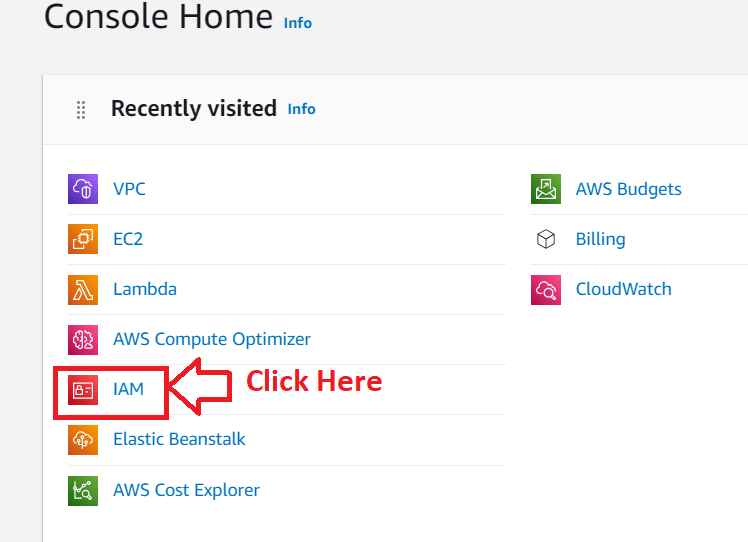 Console Home Info
Recently visited Info
VPC
EC2
Lambda
AWS Compute Optimizer
IAM
Click Here
Elastic Beanstalk
AWS Cost Explorer
AWS Budgets
Billing
CloudWatch